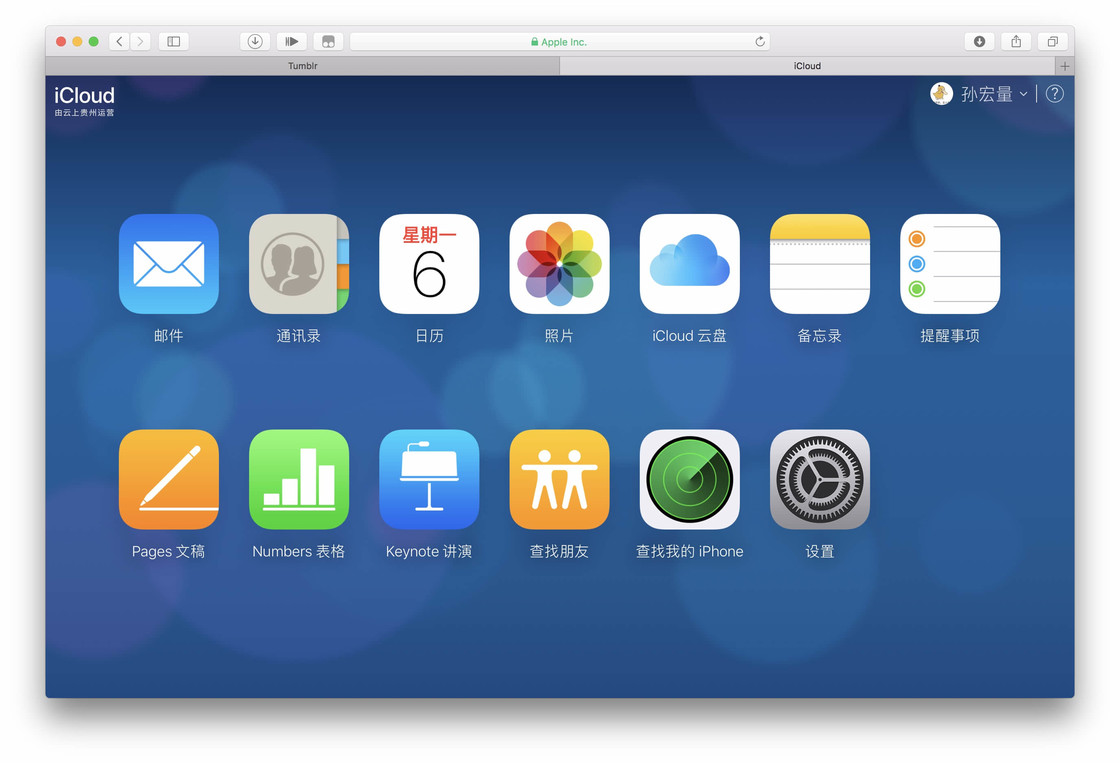 Apple Inc.
Tumblr
iCloud
iCloud
由云上贵州运营
孙宏量
?
星期一
6
邮件
通讯录
日历
照片
iCloud 云盘
备忘录
提醒事项
Pages 文稿
Numbers 表格
Keynote 讲演
查找朋友
查找我的 iPhone
设置